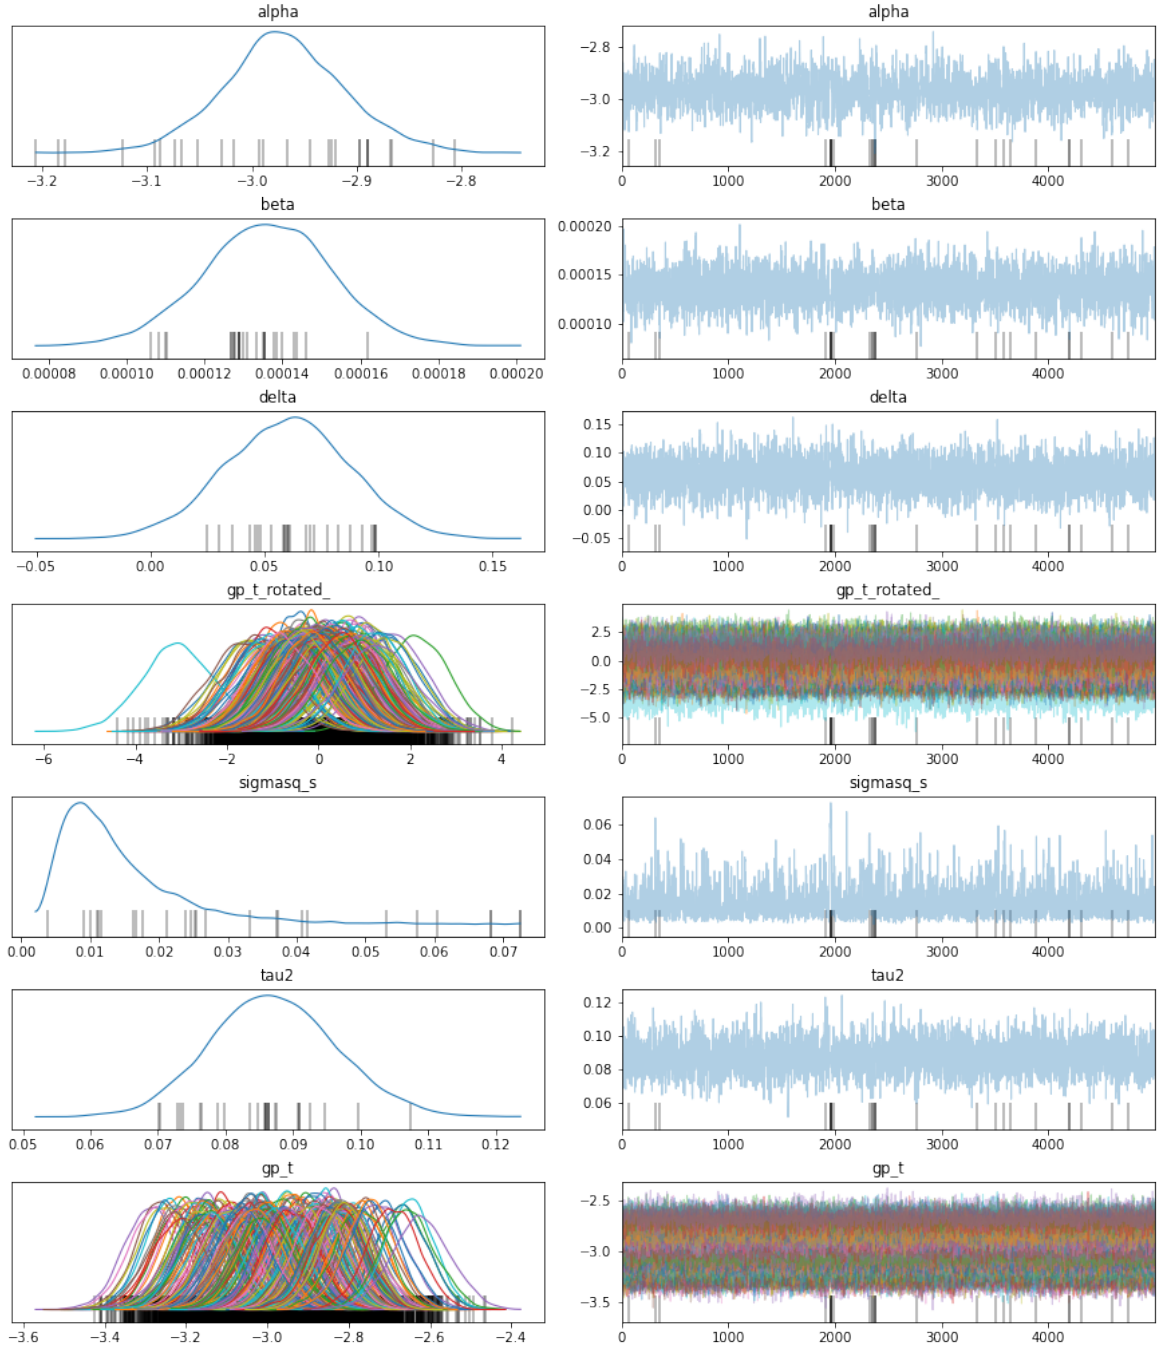 alpha alpha
−3.2 −3.1 −3.0 −2.9 −2.8
−2.8
−3.0
−3.2
0 1000 2000 3000 4000
beta beta
0.00008 0.00010 0.00012 0.00014 0.00016 0.00018 0.00020
0.00020
0.00015
0.00010
0 1000 2000 3000 4000
delta delta
−0.05 0.00 0.05 0.10 0.15
0.15
0.10
0.05
0.00
−0.05
0 1000 2000 3000 4000
gp_t_rotated_ gp_t_rotated_
−6 −4 −2 0 2 4
2.5
0.0
−2.5
−5.0
0 1000 2000 3000 4000
sigmasq_s sigmasq_s
0.00 0.01 0.02 0.03 0.04 0.05 0.06 0.07
0.06
0.04
0.02
0.00
0 1000 2000 3000 4000
tau2 tau2
0.05 0.06 0.07 0.08 0.09 0.10 0.11 0.12
0.12
0.10
0.08
0.06
0 1000 2000 3000 4000
gp_t gp_t
−3.6 −3.4 −3.2 −3.0 −2.8 −2.6 −2.4
−2.5
−3.0
−3.5
0 1000 2000 3000 4000